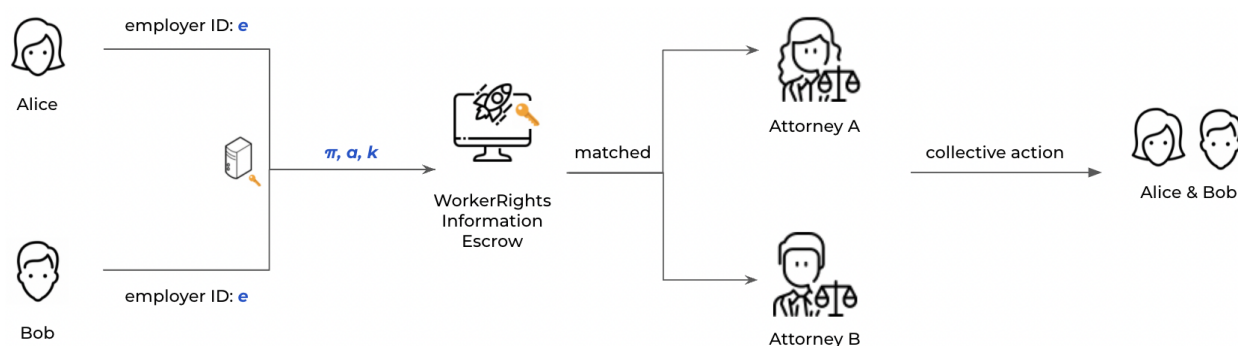 employer ID: e
Alice
π, a, k
WorkerRights
Information
Escrow
employer ID: e
Bob
matched
Attorney A
Attorney B
collective action
Alice & Bob